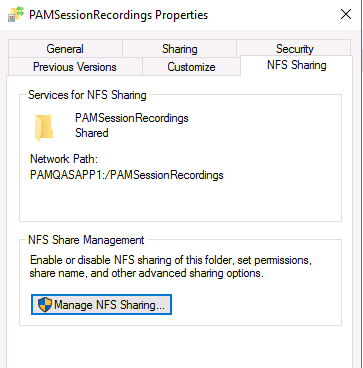 PAMSessionRecordings Properties
General
Sharing
Security
Previous Versions
Customize
NFS Sharing
Services for NFS Sharing
PAMSessionRecordings
Shared
Network Path:
PAMQASAPP1:/PAMSessionRecordings
NFS Share Management
Enable or disable NFS sharing of this folder, set permissions,
share name, and other advanced sharing options.
Manage NFS Sharing...